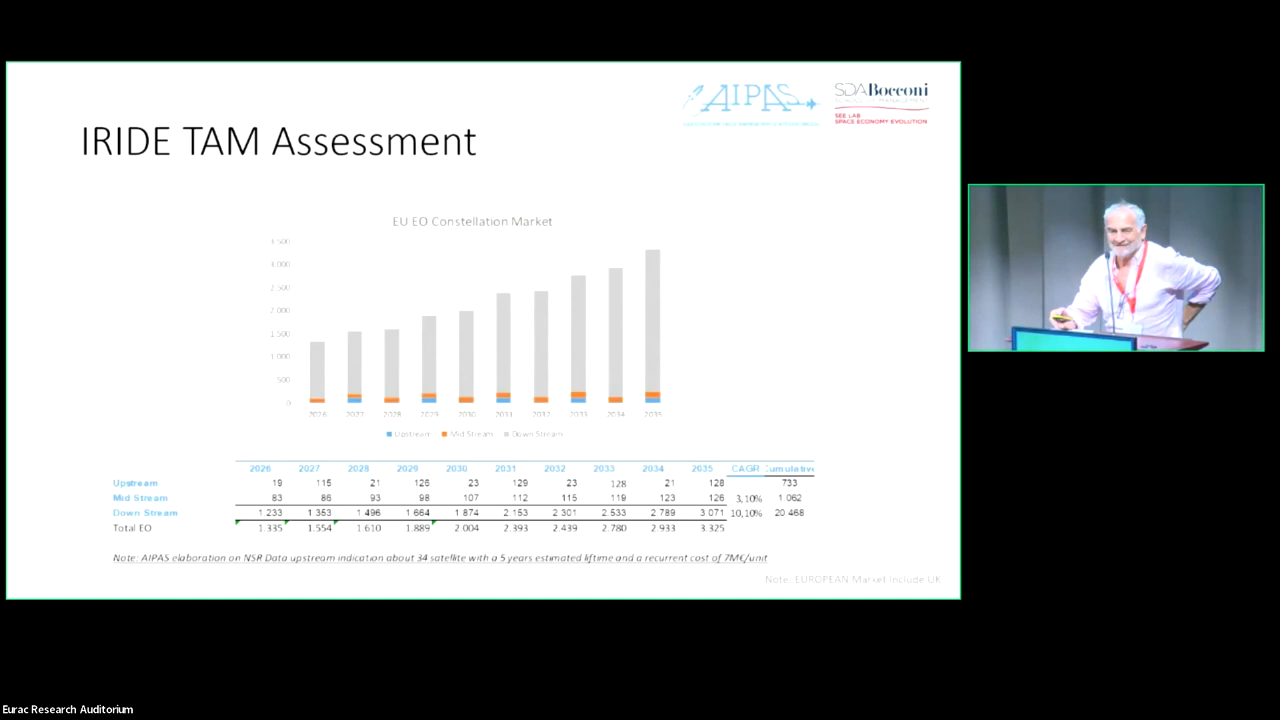 AIPAS
SDA Bocconi
SCHOOL OF MANAGEMENT
SEE LAB
SPACE ECONOMY EVOLUTION
IRIDE TAM Assessment
EU EO Constellation Market
3 500
3 000
2 500
2 000
1 500
1 000
500
0
2026 2027 2028 2029 2030 2031 2032 2033 2034 2035
Upstream Mid Stream Down Stream
2026 2027 2028 2029 2030 2031 2032 2033 2034 2035 CAGR Cumulative
Upstream 19 115 21 126 23 129 23 128 21 128 733
Mid Stream 83 86 93 98 107 112 115 119 123 126 3,10% 1.062
Down Stream 1 233 1 353 1 496 1 664 1 874 2 153 2 301 2 533 2 789 3 071 10,10% 20 468
Total EO 1.335 1.554 1.610 1.889 2.004 2.393 2.439 2.780 2.933 3.325
Note: AIPAS elaboration on NSR Data upstream indication about 34 satellite with a 5 years estimated liftime and a recurrent cost of 7M€/unit
Note: EUROPEAN Market Include UK
Eurac Research Auditorium